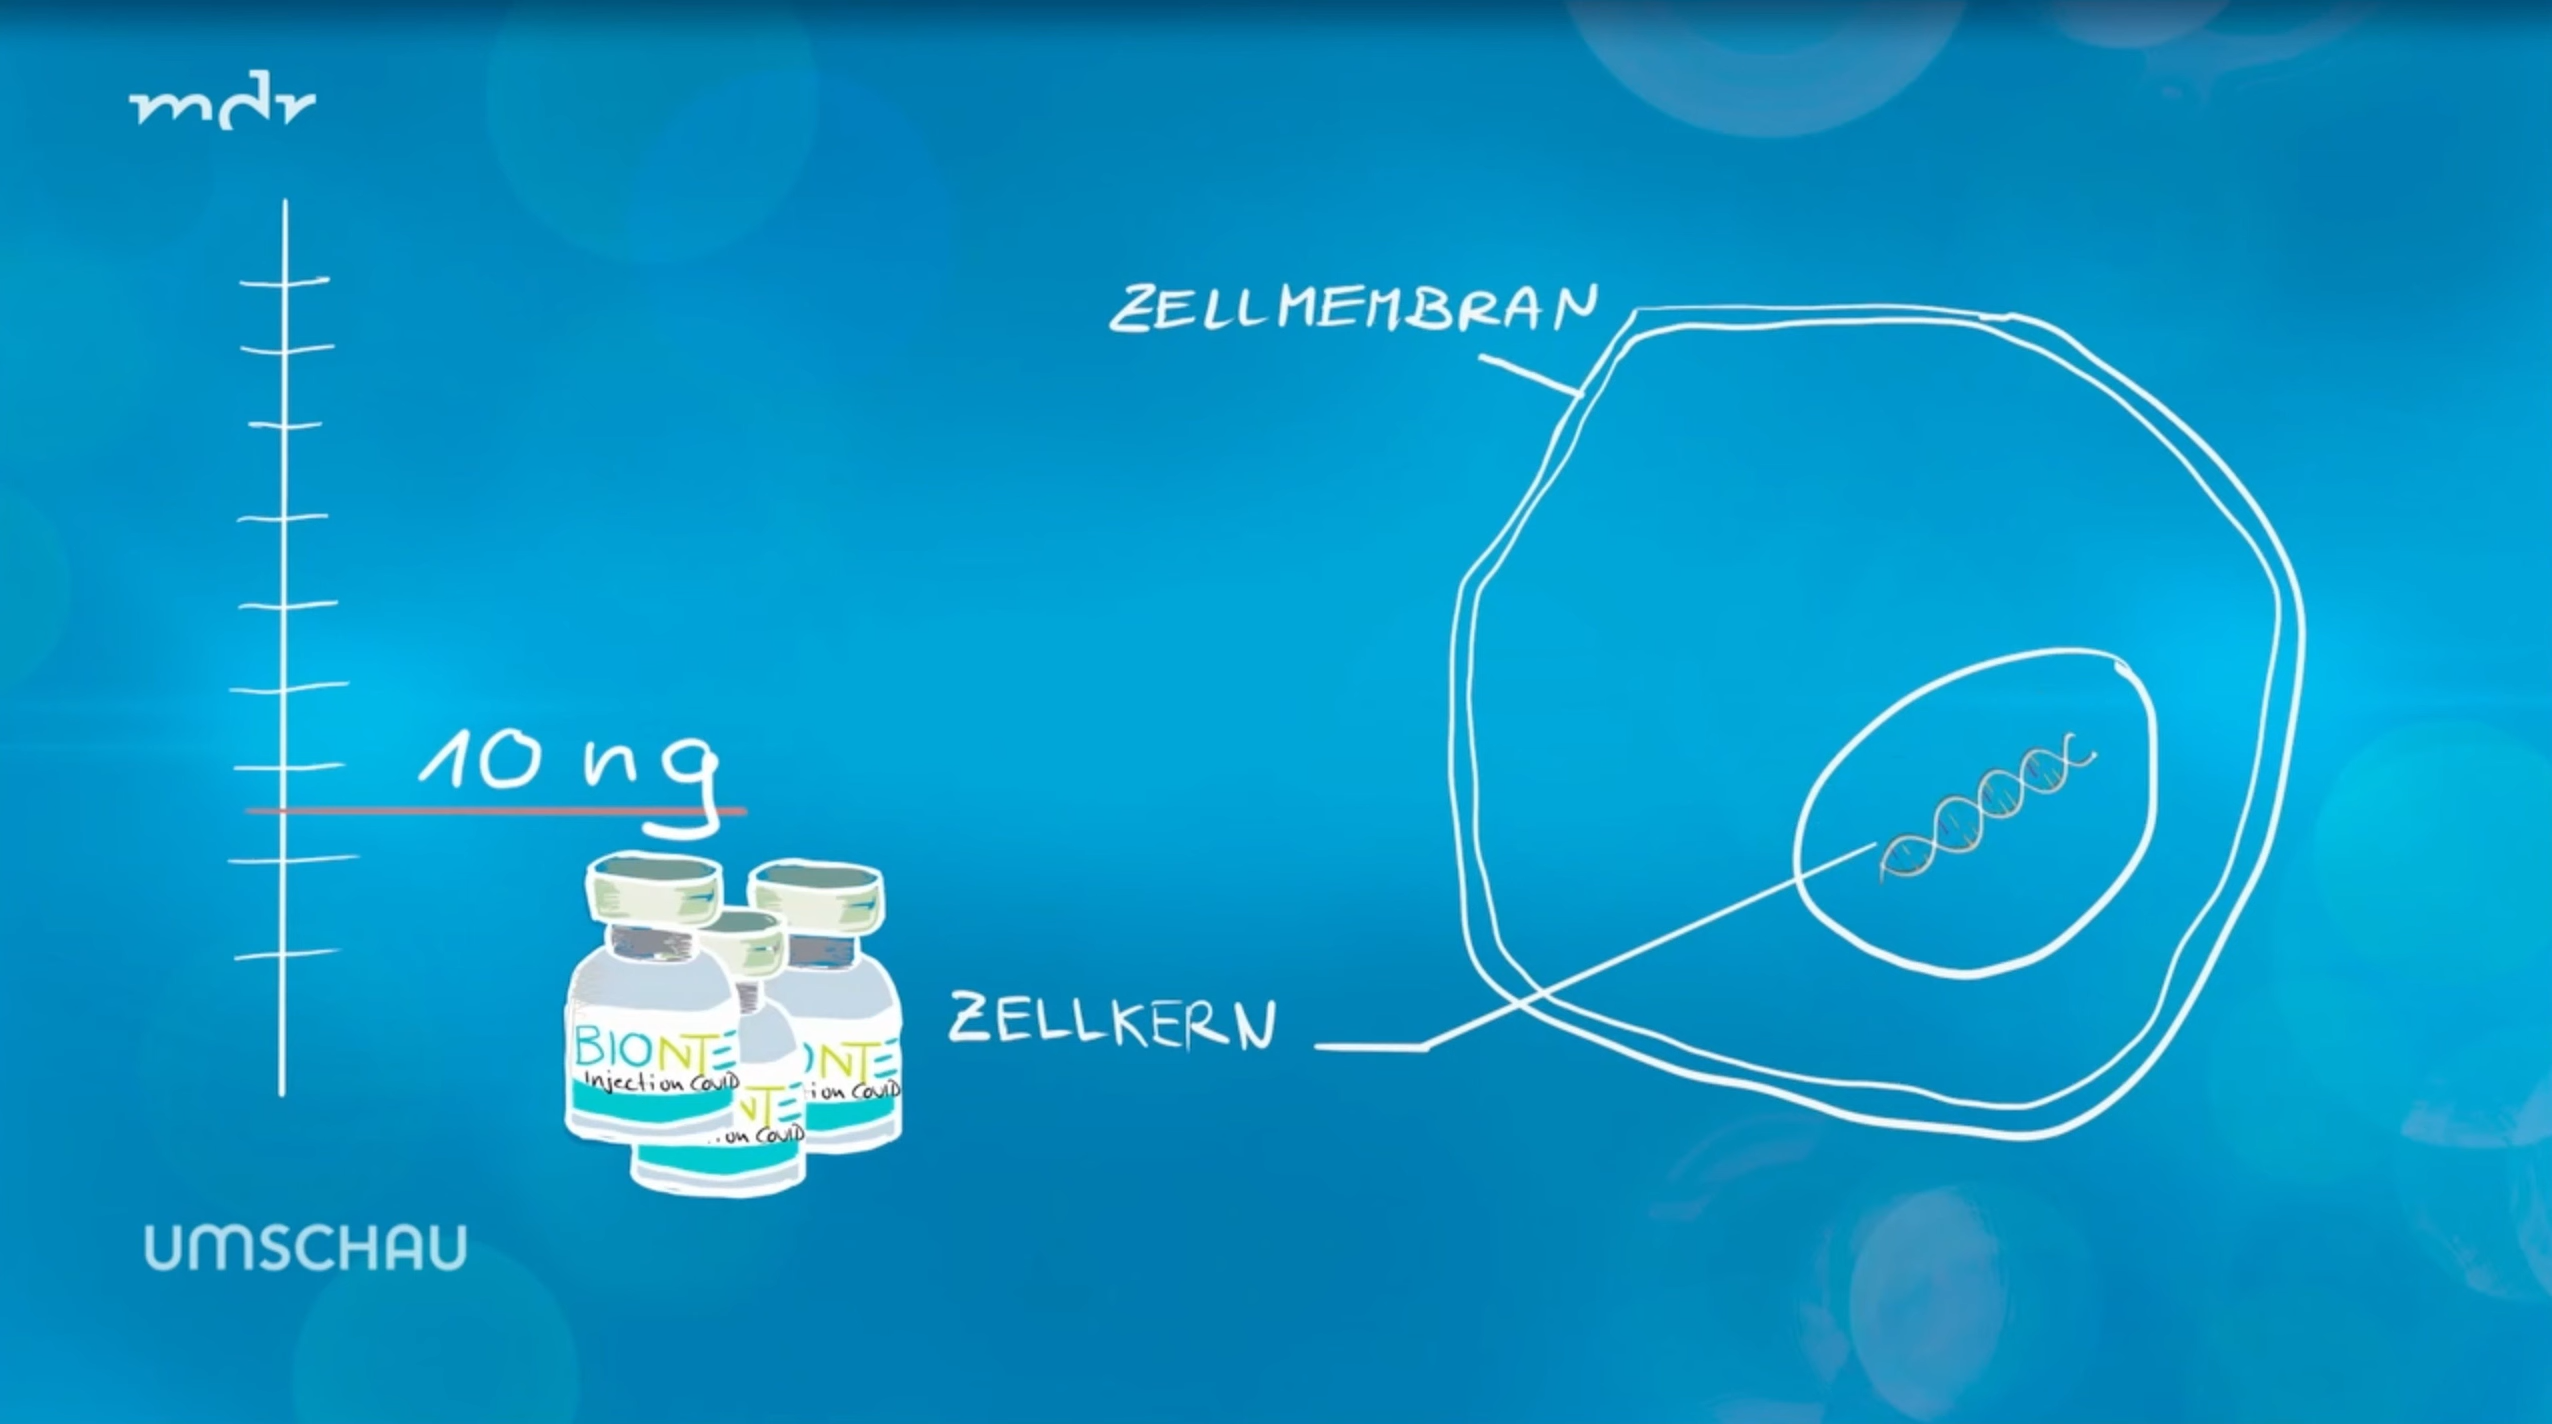 mdr
ZELLMEMBRAN
10 ng
BIONTE
Injection COVID
ONTE
ion COVID
NTE
on COVID
ZELLKERN
UMSCHAU